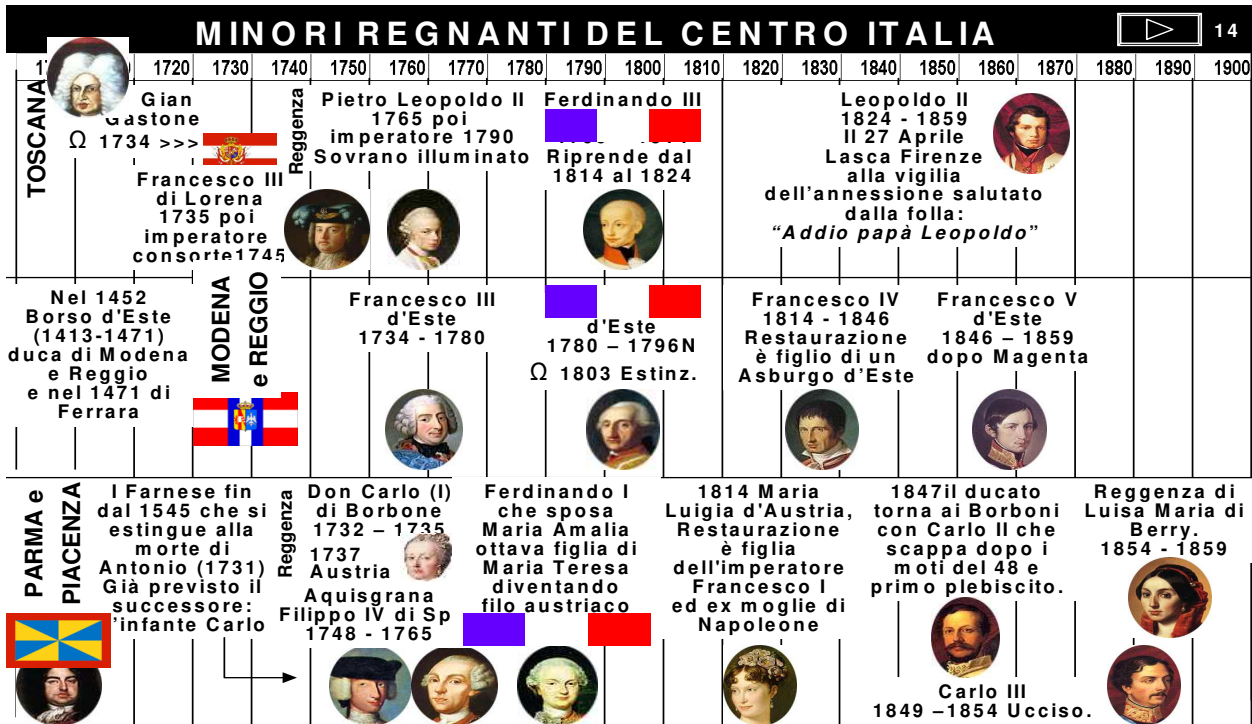 MINORI REGNANTI DEL CENTRO ITALIA
14
1720 1730 1740 1750 1760 1770 1780 1790 1800 1810 1820 1830 1840 1850 1860 1870 1880 1890 1900
TOSCANA
Gian
Gastone
Ω 1734 >>>
Francesco III
di Lorena
1735 poi
imperatore
consorte1745
Reggenza
Pietro Leopoldo II
1765 poi
imperatore 1790
Sovrano illuminato
Ferdinando III
Riprende dal
1814 al 1824
Leopoldo II
1824 - 1859
Il 27 Aprile
Lasca Firenze
alla vigilia
dell'annessione salutato
dalla folla:
“Addio papà Leopoldo”
Nel 1452
Borso d'Este
(1413-1471)
duca di Modena
e Reggio
e nel 1471 di
Ferrara
MODENA
e REGGIO
Francesco III
d'Este
1734 - 1780
d'Este
1780 – 1796N
Ω 1803 Estinz.
Francesco IV
1814 - 1846
Restaurazione
è figlio di un
Asburgo d'Este
Francesco V
d'Este
1846 – 1859
dopo Magenta
PARMA e
PIACENZA
I Farnese fin
dal 1545 che si
estingue alla
morte di
Antonio (1731)
Già previsto il
successore:
l'infante Carlo
Reggenza
Don Carlo (I)
di Borbone
1732 – 1735
1737
Austria
Aquisgrana
Filippo IV di Sp
1748 - 1765
Ferdinando I
che sposa
Maria Amalia
ottava figlia di
Maria Teresa
diventando
filo austriaco
1814 Maria
Luigia d'Austria,
Restaurazione
è figlia
dell'imperatore
Francesco I
ed ex moglie di
Napoleone
1847il ducato
torna ai Borboni
con Carlo II che
scappa dopo i
moti del 48 e
primo plebiscito.
Carlo III
1849 –1854 Ucciso.
Reggenza di
Luisa Maria di
Berry.
1854 - 1859